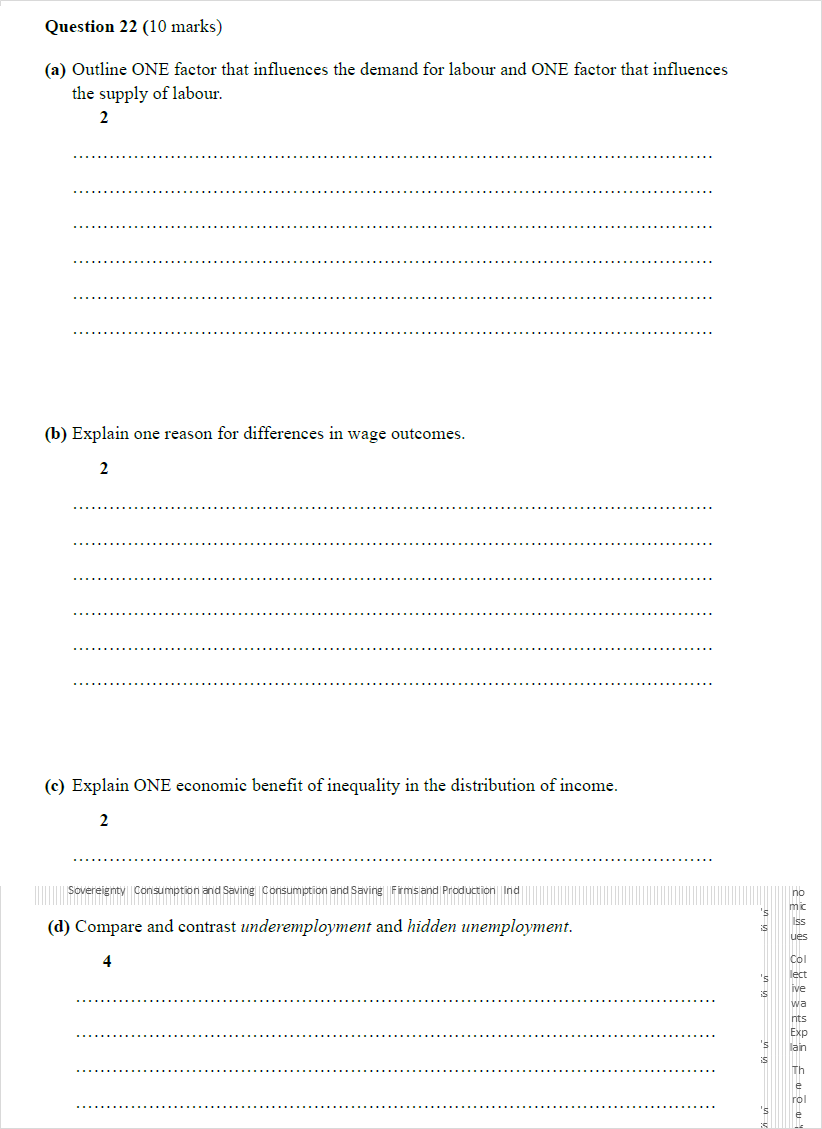 Question 22 (10 marks)
(a) Outline ONE factor that influences the demand for labour and ONE factor that influences
the supply of labour.
2
(b) Explain one reason for differences in wage outcomes.
2
(c) Explain ONE economic benefit of inequality in the distribution of income.
2
Sovereignty Consumption and Saving Consumption and Saving Firms and Production Ind
(d) Compare and contrast underemployment and hidden unemployment.
4
's
is
's
is
's
is
's
is
no
mic
Iss
ues
Col
lect
ive
wa
nts
Exp
lain
Th
e
rol
e